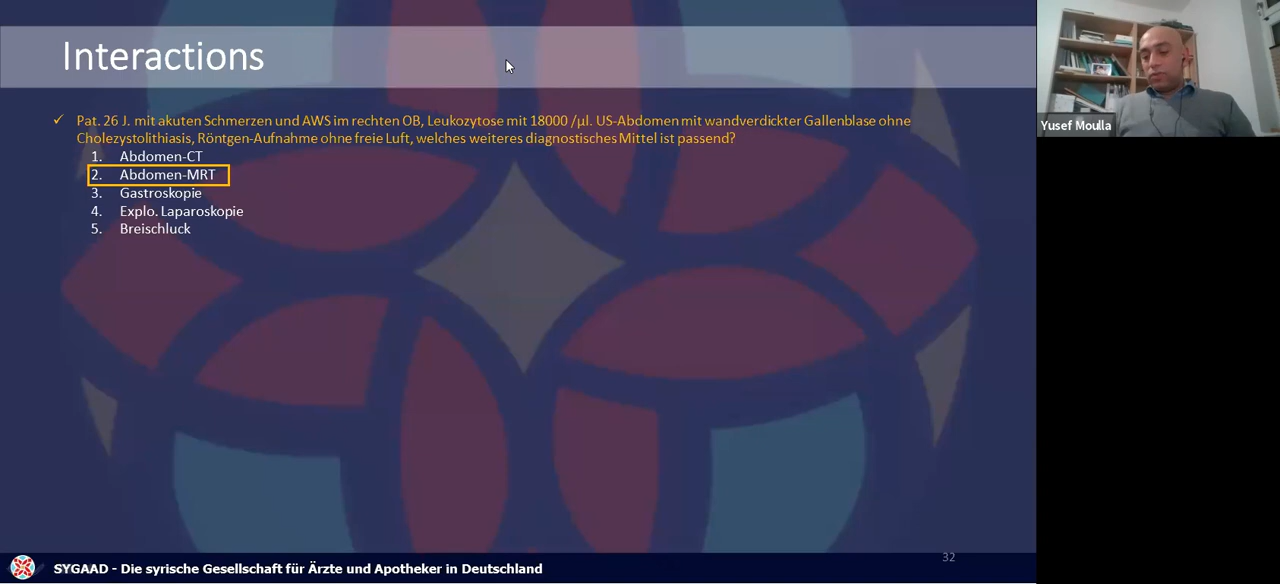 Interactions
✓ Pat. 26 J. mit akuten Schmerzen und AWS im rechten OB, Leukozytose mit 18000 /µl. US-Abdomen mit wandverdickter Gallenblase ohne
Cholezystolithiasis, Röntgen-Aufnahme ohne freie Luft, welches weiteres diagnostisches Mittel ist passend?
1. Abdomen-CT
2. Abdomen-MRT
3. Gastroskopie
4. Explo. Laparoskopie
5. Breischluck
Yusef Moulla
32
SYGAAD - Die syrische Gesellschaft für Ärzte und Apotheker in Deutschland